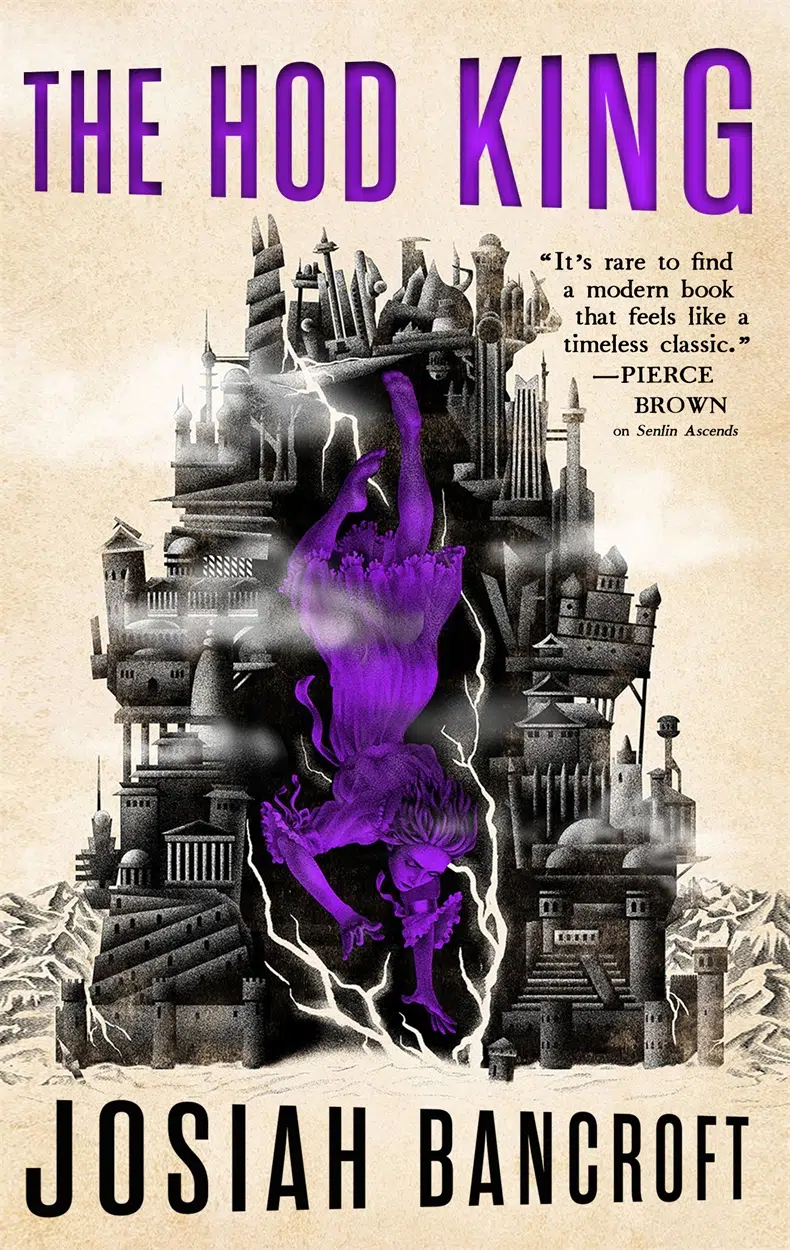 THE HOD KING
“It’s rare to find
a modern book
that feels like a
timeless classic.”
—PIERCE
BROWN
on Senlin Ascends
JOSIAH BANCROFT